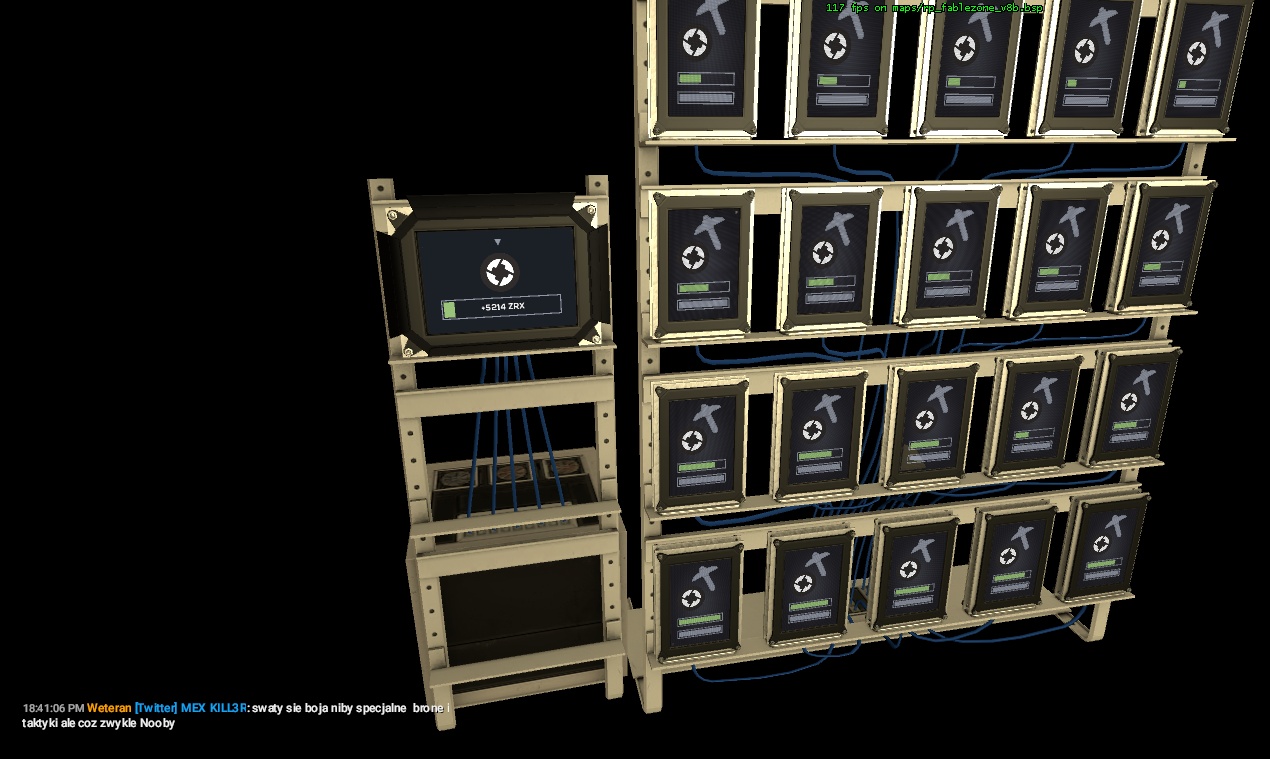 117 fps on maps/rp_fablezone_v8b.bsp
+5214 ZRX
18:41:06 PM Weteran [Twitter] MEX KILL3R: swaty sie boja niby specjalne brone i
taktyki ale coz zwykle Nooby